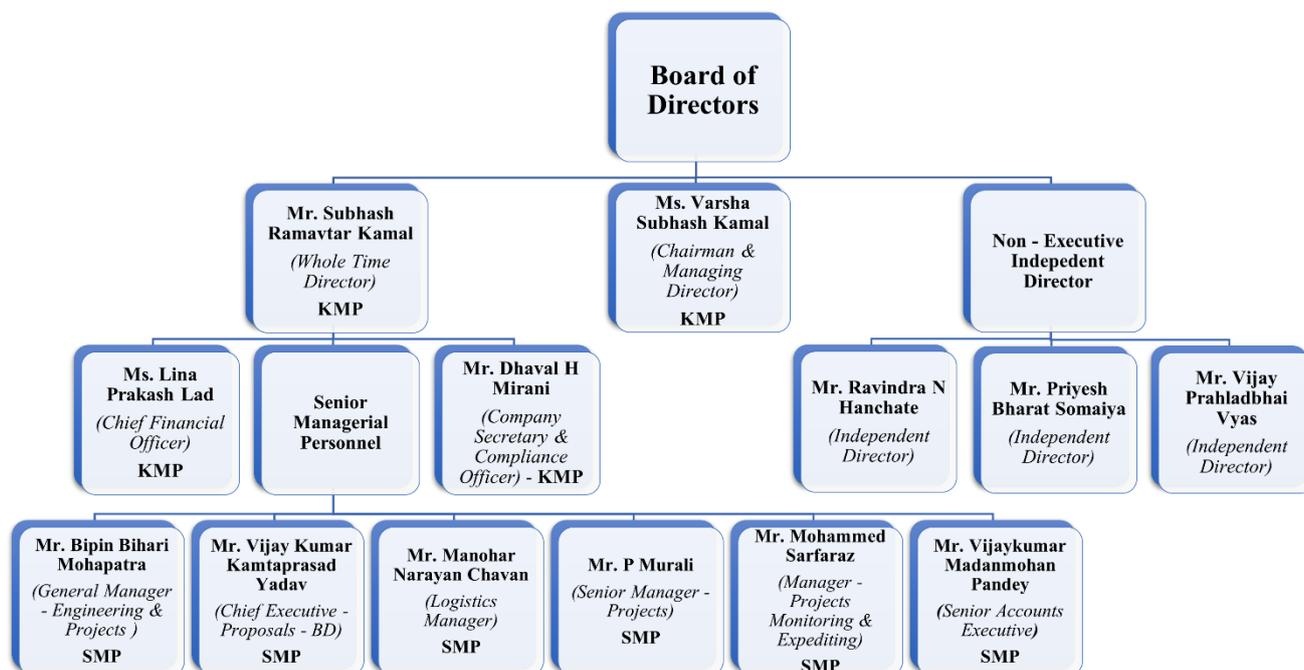 Board of
Directors
Mr. Subhash
Ramavtar Kamal
(Whole Time
Director)
KMP
Ms. Varsha
Subhash Kamal
(Chairman &
Managing
Director)
KMP
Non - Executive
Indepedent
Director
Ms. Lina
Prakash Lad
(Chief Financial
Officer)
KMP
Senior
Managerial
Personnel
Mr. Dhaval H
Mirani
(Company
Secretary &
Compliance
Officer) - KMP
Mr. Ravindra N
Hanchate
(Independent
Director)
Mr. Priyesh
Bharat Somaiya
(Independent
Director)
Mr. Vijay
Prahladbhai
Vyas
(Independent
Director)
Mr. Bipin Bihari
Mohapatra
(General Manager
- Engineering &
Projects )
SMP
Mr. Vijay Kumar
Kamtaprasad
Yadav
(Chief Executive -
Proposals - BD)
SMP
Mr. Manohar
Narayan Chavan
(Logistics
Manager)
SMP
Mr. P Murali
(Senior Manager -
Projects)
SMP
Mr. Mohammed
Sarfaraz
(Manager -
Projects
Monitoring &
Expediting)
SMP
Mr. Vijaykumar
Madanmohan
Pandey
(Senior Accounts
Executive)
SMP